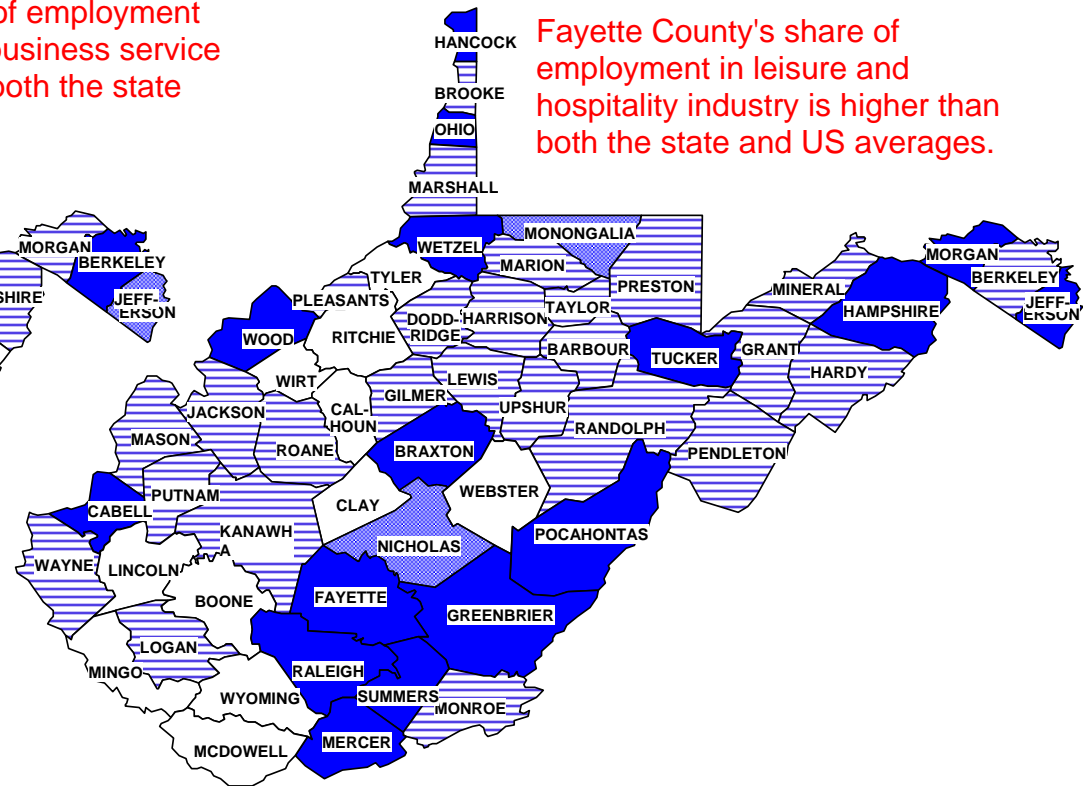 of employment
business service
both the state
Fayette County's share of
employment in leisure and
hospitality industry is higher than
both the state and US averages.
HANCOCK
BROOKE
OHIO
MARSHALL
MORGAN
BERKELEY
JEFF-
ERSON
SHIRE
WETZEL
MONONGALIA
MARION
TYLER
PLEASANTS
PRESTON
TAYLOR
DODD-
RIDGE
HARRISON
WOOD
RITCHIE
BARBOUR
TUCKER
GRANT
MINERAL
HAMPSHIRE
MORGAN
BERKELEY
JEFF-
ERSON
HARDY
WIRT
LEWIS
GILMER
CAL-
HOUN
UPSHUR
JACKSON
RANDOLPH
MASON
ROANE
BRAXTON
PENDLETON
PUTNAM
CLAY
WEBSTER
CABELL
KANAWH
A
NICHOLAS
POCAHONTAS
WAYNE
LINCOLN
BOONE
FAYETTE
GREENBRIER
LOGAN
MINGO
RALEIGH
WYOMING
SUMMERS
MONROE
MCDOWELL
MERCER